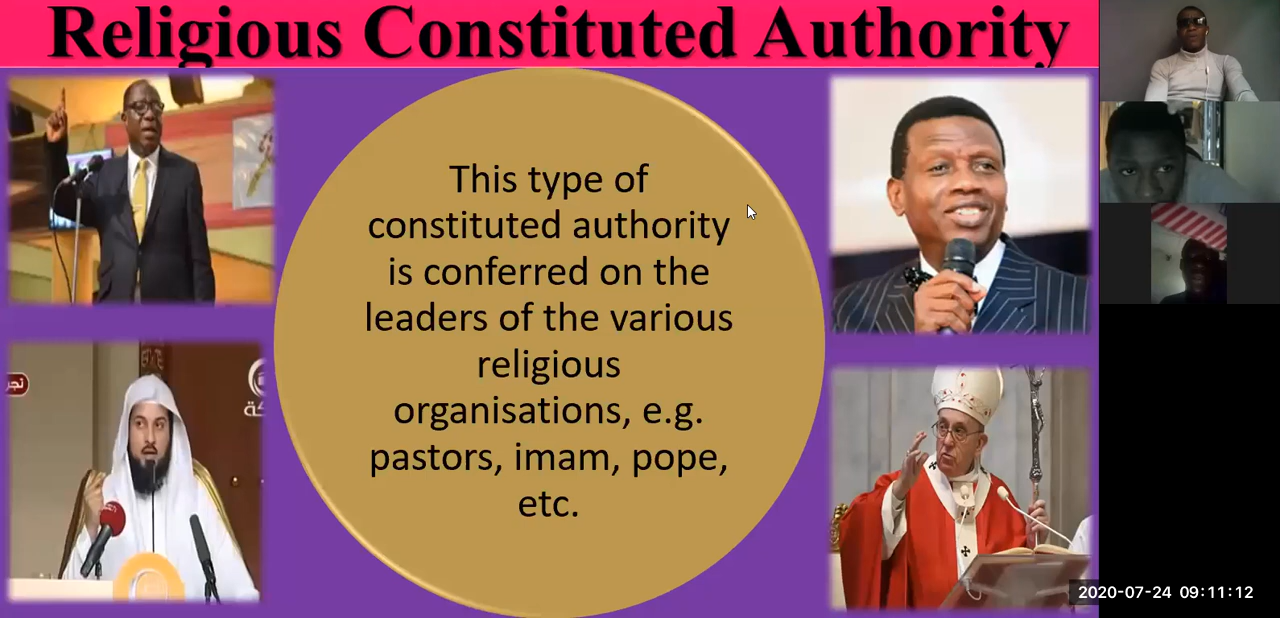 Religious Constituted Authority
This type of
constituted authority
is conferred on the
leaders of the various
religious
organisations, e.g.
pastors, imam, pope,
etc.
2020-07-24 09:11:12